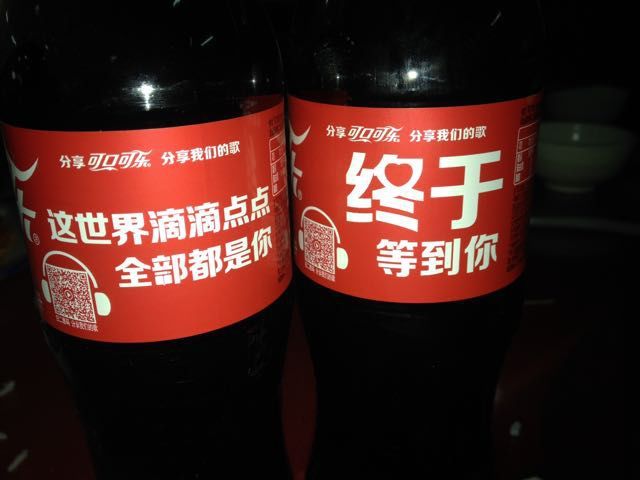 分享可口可乐® 分享我们的歌
这世界滴滴点点
全部都是你
分享可口可乐® 分享我们的歌
终于
等到你